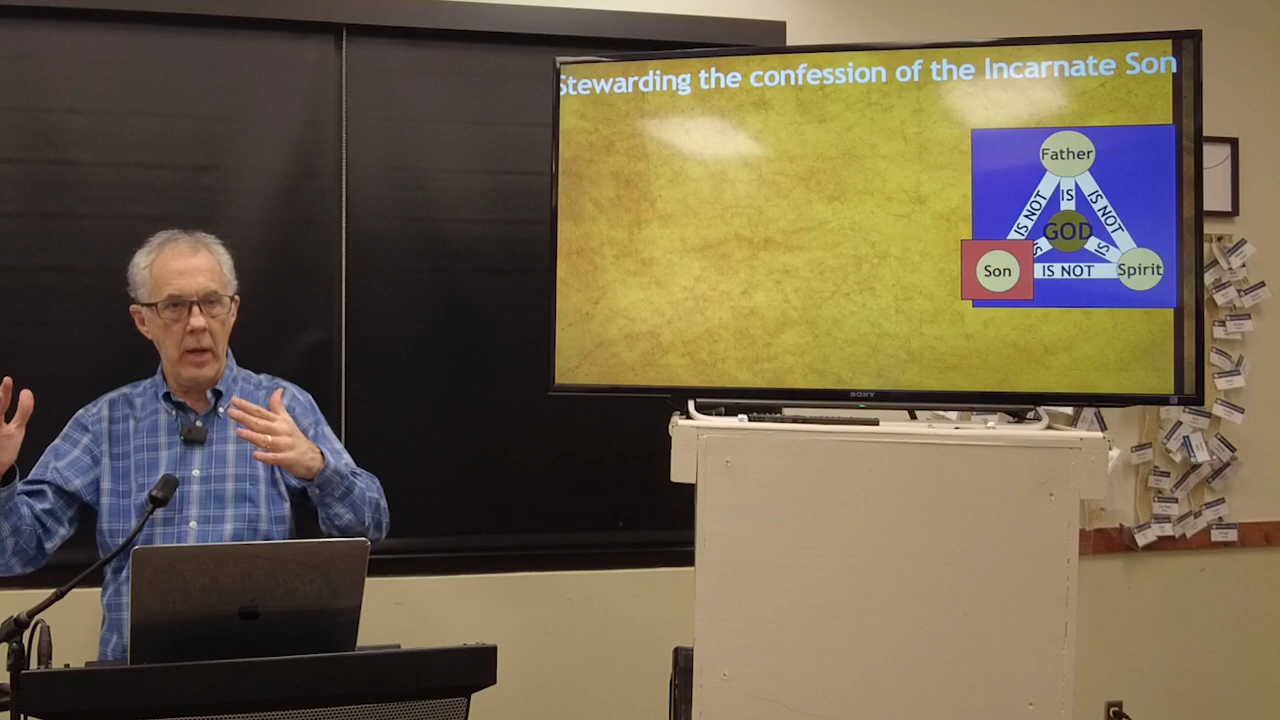 Stewarding the confession of the Incarnate Son
Father
IS NOT
IS
IS NOT
GOD
IS
IS
Son
IS NOT
Spirit
SONY